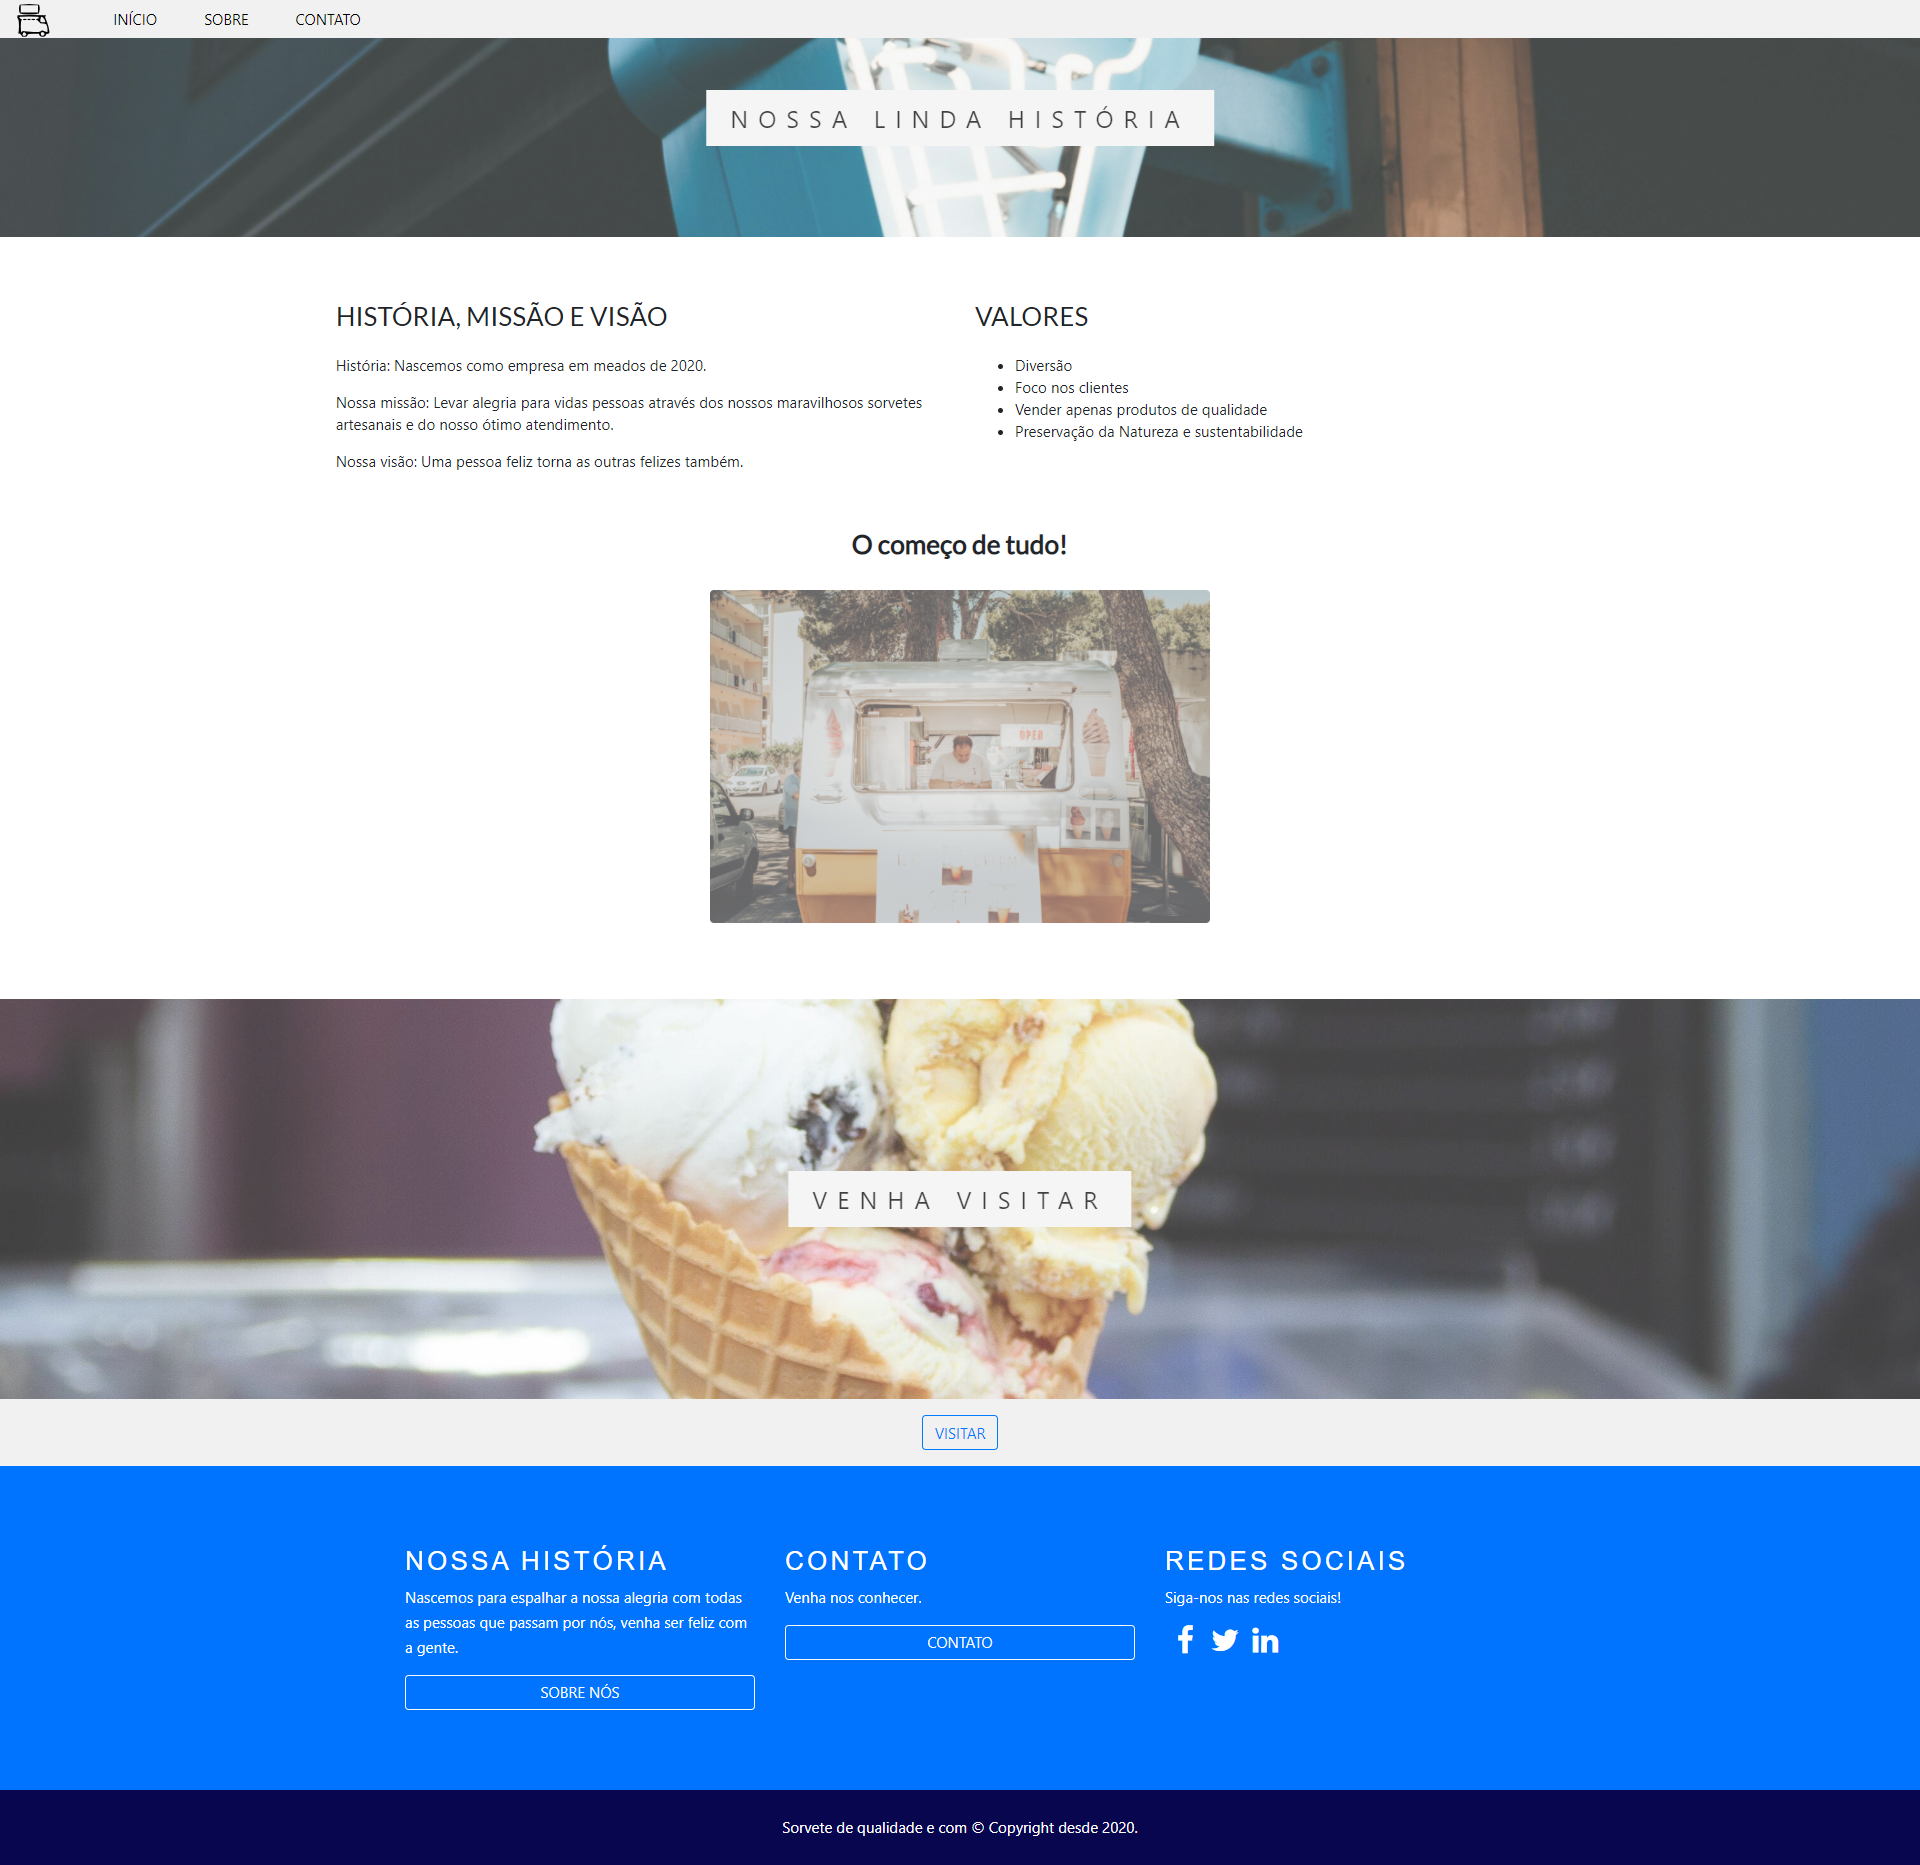 INÍCIO SOBRE CONTATO
NOSSA LINDA HISTÓRIA
HISTÓRIA, MISSÃO E VISÃO
História: Nascemos como empresa em meados de 2020.
Nossa missão: Levar alegria para vidas pessoas através dos nossos maravilhosos sorvetes
artesanais e do nosso ótimo atendimento.
Nossa visão: Uma pessoa feliz torna as outras felizes também.
VALORES
Diversão
Foco nos clientes
Vender apenas produtos de qualidade
Preservação da Natureza e sustentabilidade
O começo de tudo!
OPEN
VENHA VISITAR
VISITAR
NOSSA HISTÓRIA
Nascemos para espalhar a nossa alegria com todas
as pessoas que passam por nós, venha ser feliz com
a gente.
SOBRE NÓS
CONTATO
Venha nos conhecer.
CONTATO
REDES SOCIAIS
Siga-nos nas redes sociais!
Sorvete de qualidade e com © Copyright desde 2020.